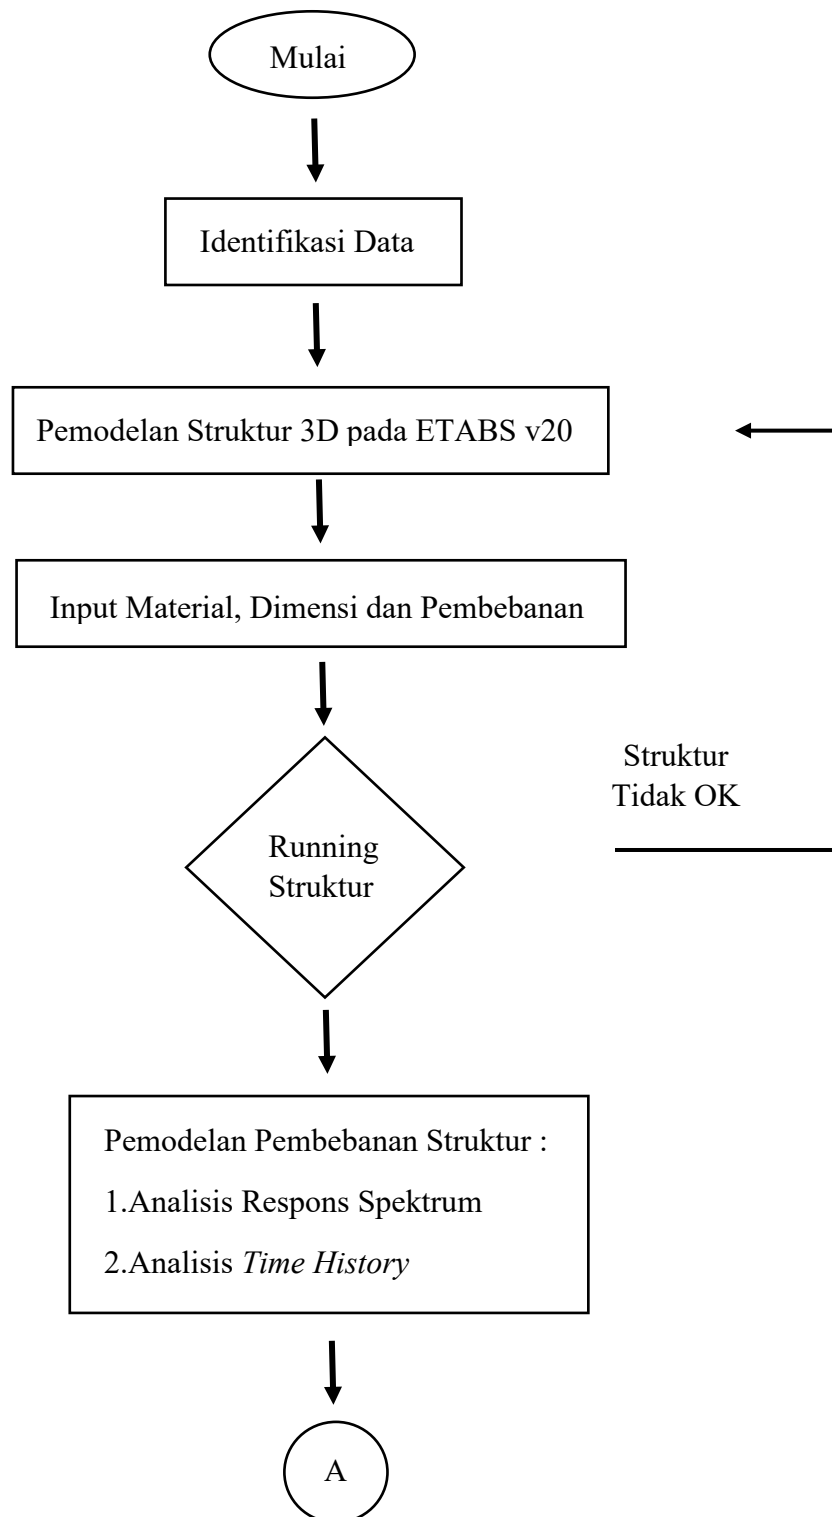 Mulai
Identifikasi Data
Pemodelan Struktur 3D pada ETABS v20
Input Material, Dimensi dan Pembebanan
Struktur
Tidak OK
Running
Struktur
Pemodelan Pembebanan Struktur :
1.Analisis Respons Spektrum
2.Analisis Time History
A